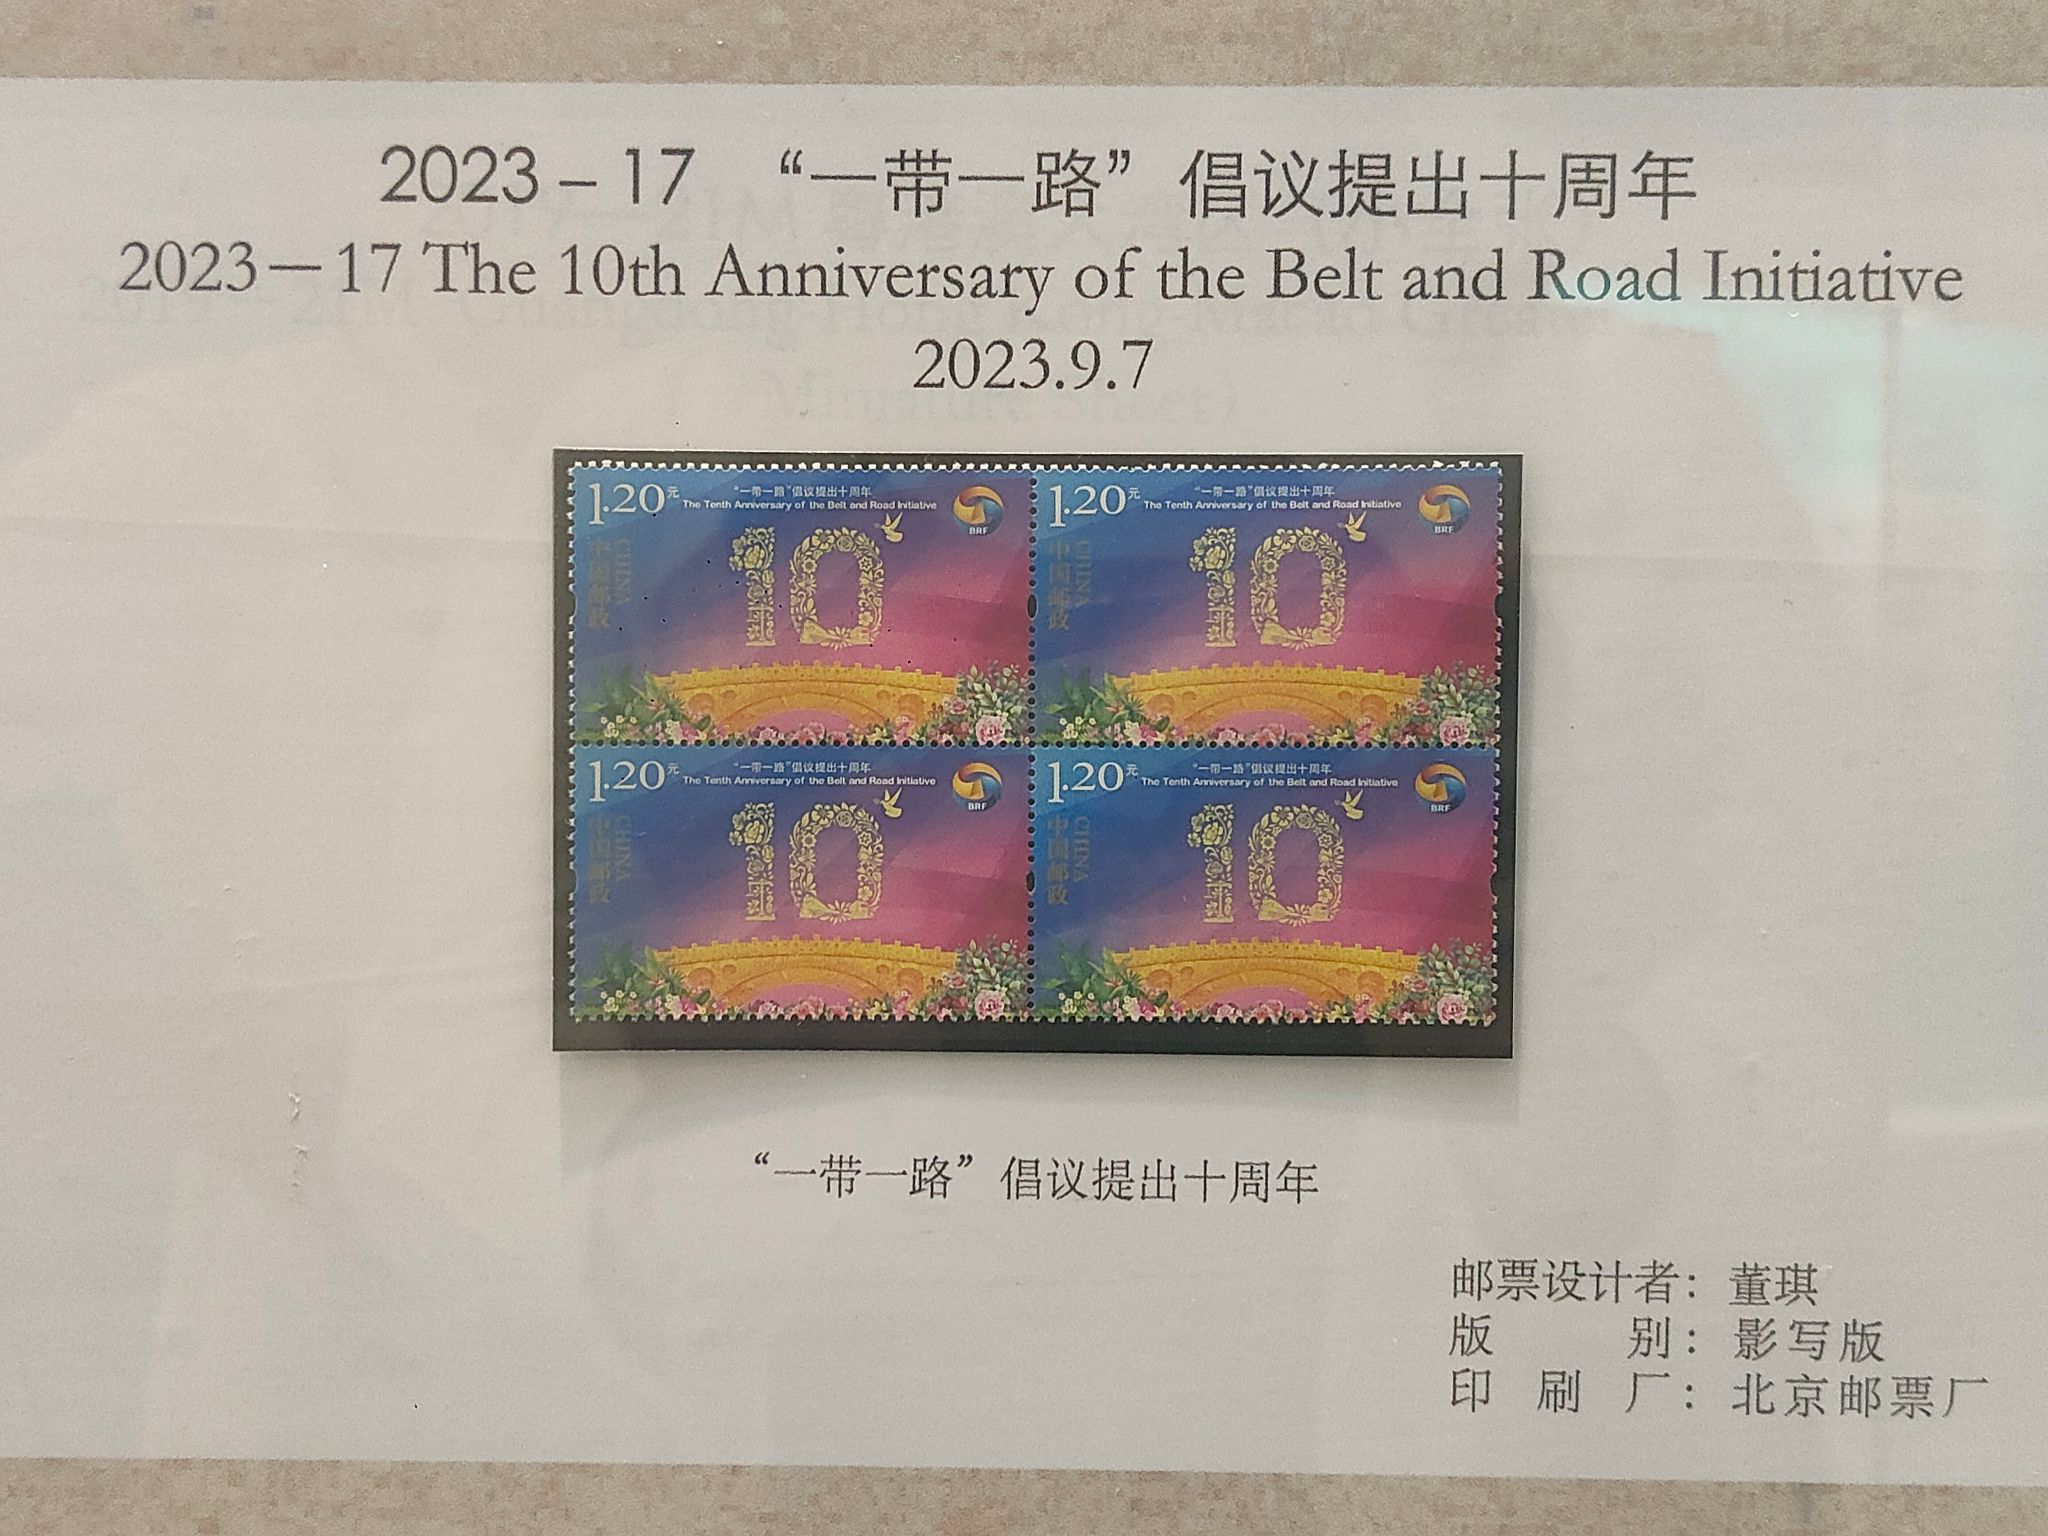 2023-17 “一带一路”倡议提出十周年
2023-17 The 10th Anniversary of the Belt and Road Initiative
2023.9.7
1.20元 “一带一路”倡议提出十周年
The Tenth Anniversary of the Belt and Road Initiative
BRF
中国邮政
CHINA
10
1.20元 “一带一路”倡议提出十周年
The Tenth Anniversary of the Belt and Road Initiative
BRF
中国邮政
CHINA
10
1.20元 “一带一路”倡议提出十周年
The Tenth Anniversary of the Belt and Road Initiative
BRF
中国邮政
CHINA
10
1.20元 “一带一路”倡议提出十周年
The Tenth Anniversary of the Belt and Road Initiative
BRF
中国邮政
CHINA
10
“一带一路”倡议提出十周年
邮票设计者：董琪
版别：影写版
印刷厂：北京邮票厂